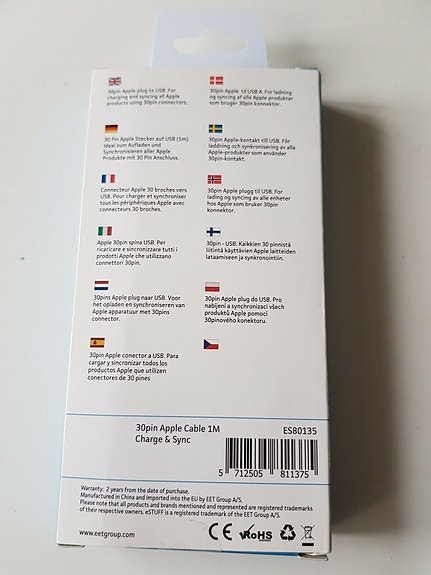 30pin Apple plug to USB. For
charging and syncing all Apple
products using 30pin connectors.
30pin Apple til USB A. For ladning
og syncing af alle Apple produkter
som bruger 30pin konnektor.
30 Pin Apple Stecker auf USB (1m).
Ideal zum Aufladen und
Synchronisieren aller Apple
Produkte mit 30 Pin Anschluss.
Apple-kontakt till USB. För
laddning och synkronisering av alla
Apple-produkter som använder
30pin-kontakt.
Connecteur Apple 30 broches vers
USB. Pour charger et synchroniser
tous les périphériques Apple avec
connecteurs 30 broches.
30pin Apple plugg til USB. For
lading og syncing av alle enheter
hos Apple som bruker 30pin
konnektor.
Apple 30pin spina USB. Per
ricaricare e sincronizzare tutti i
prodotti Apple che utilizzano
connettori 30pin.
30pin - USB. Kaikkien 30 pinnistä
liitintä käyttävien Apple laitteiden
lataamiseen ja synkronointiin.
30pins Apple plug naar USB. Voor
het opladen en synchroniseren van
Apple apparatuur met 30pins
connector.
30pin Apple plug do USB. Pro
nabíjení a synchronizaci všech
produktů Apple pomocí
30pinového konektoru.
30pin Apple conector a USB. Para
cargar y sincronizar todos los
productos Apple que utilizen
conectores de 30 pines
30pin Apple Cable 1M
Charge & Sync
ES80135
5 712505 811375
Warranty: 2 years from the date of purchase.
Manufactured in China and Imported into the EU by EET Group A/S.
Please note that all products and brands mentioned and represented are registered trademarks
of their respective owners. eSTUFF is a registered trademark of the EET Group A/S.
www.eetgroup.com
CE RoHS